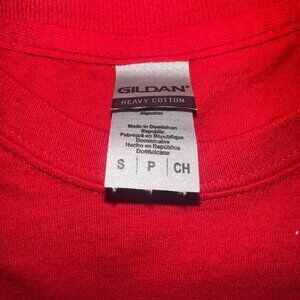 GILDAN®
HEAVY COTTON
Algodón
Made in Dominican
Republic
Fabriqué en République
Dominicaine
Hecho en República
Dominicana
S P CH